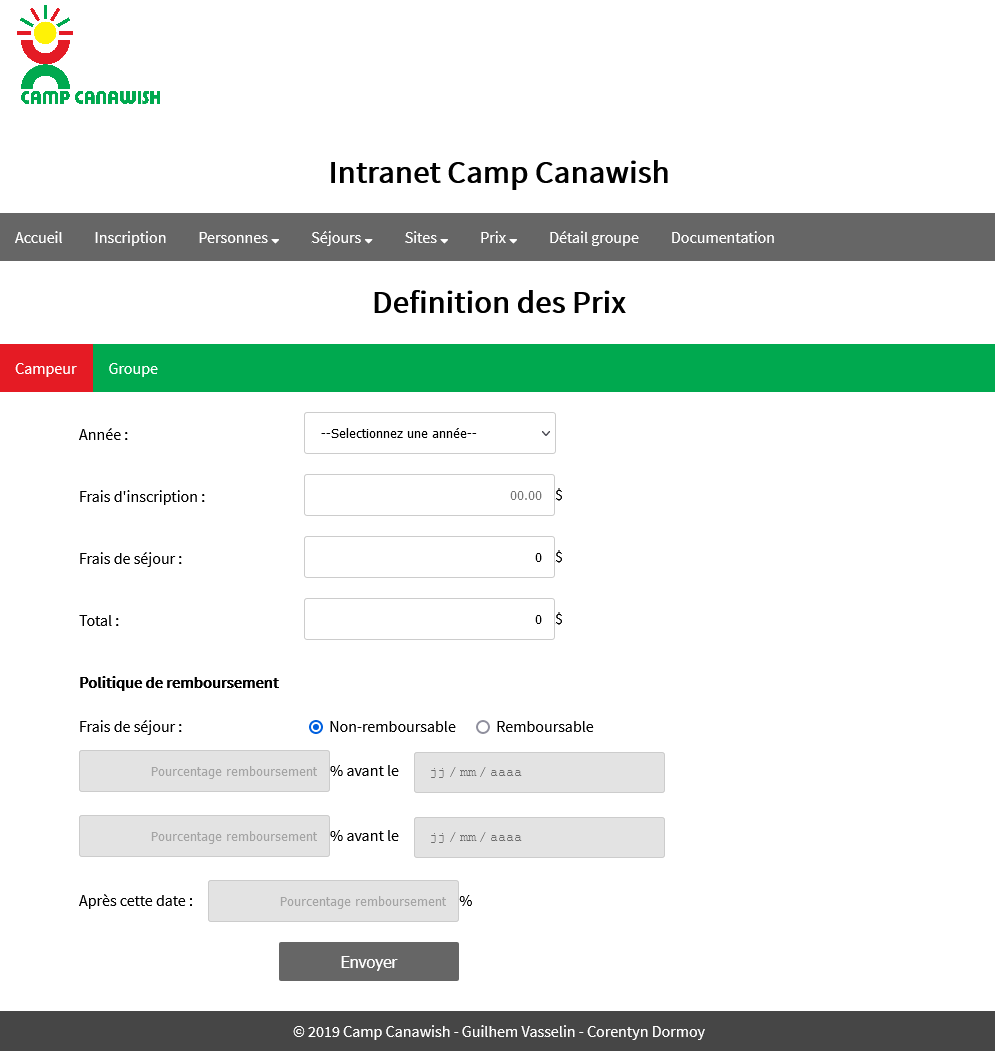 CAMP CANAWISH
Intranet Camp Canawish
Accueil Inscription Personnes Séjours Sites Prix Détail groupe Documentation
Definition des Prix
Campeur Groupe
Année : --Selectionnez une année--
Frais d'inscription : 00.00 $
Frais de séjour : 0 $
Total : 0 $
Politique de remboursement
Frais de séjour : Non-remboursable Remboursable
Pourcentage remboursement % avant le jj / mm / aaaa
Pourcentage remboursement % avant le jj / mm / aaaa
Après cette date : Pourcentage remboursement %
Envoyer
© 2019 Camp Canawish - Guilhem Vasselin - Corentyn Dormoy